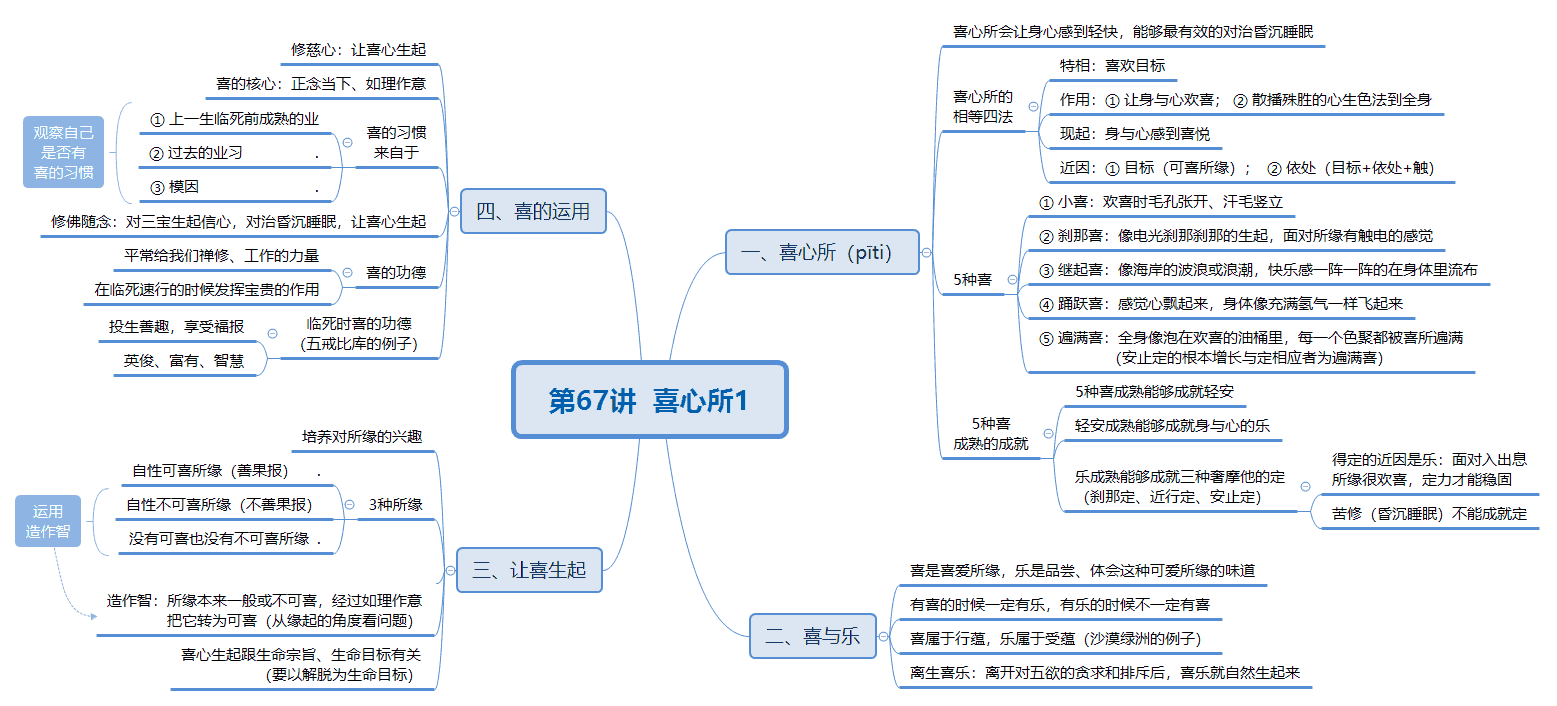 第67讲 喜心所1
一、喜心所（pīti）
喜心所会让身心感到轻快，能够最有效的对治昏沉睡眠
喜心所的
相等四法
特相：喜欢目标
作用：① 让身与心欢喜； ② 散播殊胜的心生色法到全身
现起：身与心感到喜悦
近因：① 目标（可喜所缘）； ② 依处（目标+依处+触）
5种喜
① 小喜：欢喜时毛孔张开、汗毛竖立
② 刹那喜：像电光刹那刹那的生起，面对所缘有触电的感觉
③ 继起喜：像海岸的波浪或浪潮，快乐感一阵一阵的在身体里流布
④ 踊跃喜：感觉心飘起来，身体像充满氢气一样飞起来
⑤ 遍满喜：全身像泡在欢喜的油桶里，每一个色聚都被喜所遍满
（安止定的根本增长与定相应者为遍满喜）
5种喜
成熟的成就
5种喜成熟能够成就轻安
轻安成熟能够成就身与心的乐
乐成熟能够成就三种奢摩他的定
（刹那定、近行定、安止定）
得定的近因是乐：面对入出息
所缘很欢喜，定力才能稳固
苦修（昏沉睡眠）不能成就定
二、喜与乐
喜是喜爱所缘，乐是品尝、体会这种可爱所缘的味道
有喜的时候一定有乐，有乐的时候不一定有喜
喜属于行蕴，乐属于受蕴（沙漠绿洲的例子）
离生喜乐：离开对五欲的贪求和排斥后，喜乐就自然生起来
三、让喜生起
培养对所缘的兴趣
3种所缘
自性可喜所缘（善果报） .
自性不可喜所缘（不善果报）
没有可喜也没有不可喜所缘 .
运用
造作智
造作智：所缘本来一般或不可喜，经过如理作意
把它转为可喜（从缘起的角度看问题）
喜心生起跟生命宗旨、生命目标有关
（要以解脱为生命目标）
四、喜的运用
修慈心：让喜心生起
喜的核心：正念当下、如理作意
喜的习惯
来自于
① 上一生临死前成熟的业
② 过去的业习 .
③ 模因 .
观察自己
是否有
喜的习惯
修佛随念：对三宝生起信心，对治昏沉睡眠，让喜心生起
喜的功德
平常给我们禅修、工作的力量
在临死速行的时候发挥宝贵的作用
临死时喜的功德
（五戒比库的例子）
投生善趣，享受福报
英俊、富有、智慧